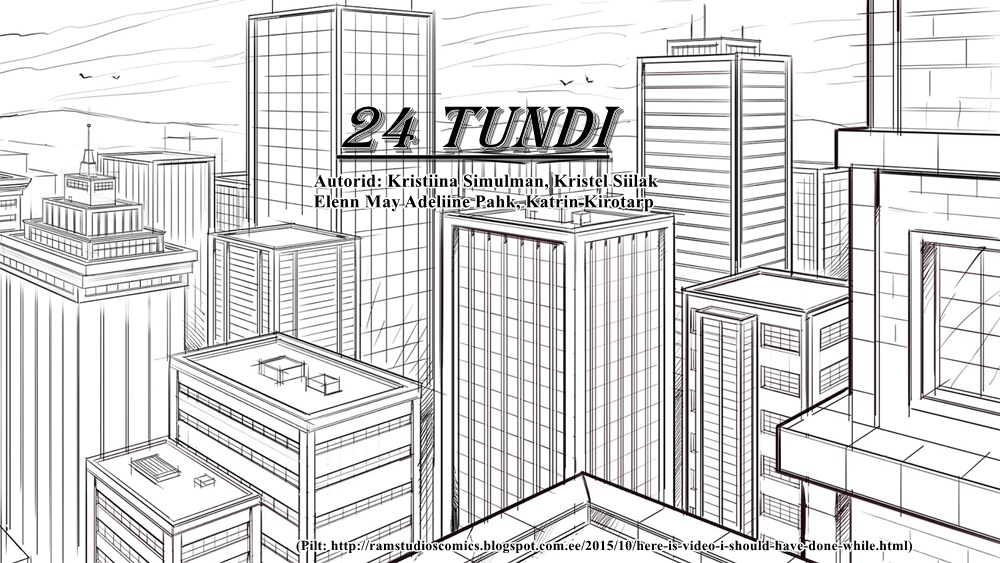 24 TUNDI
Autorid: Kristiina Simulman, Kristel Siilak
Elenn May Adeliine Pahk, Katrin Kirotarp
(Pilt: http://ramstudioscomics.blogspot.com.ee/2015/10/here-is-video-i-should-have-done-while.html)